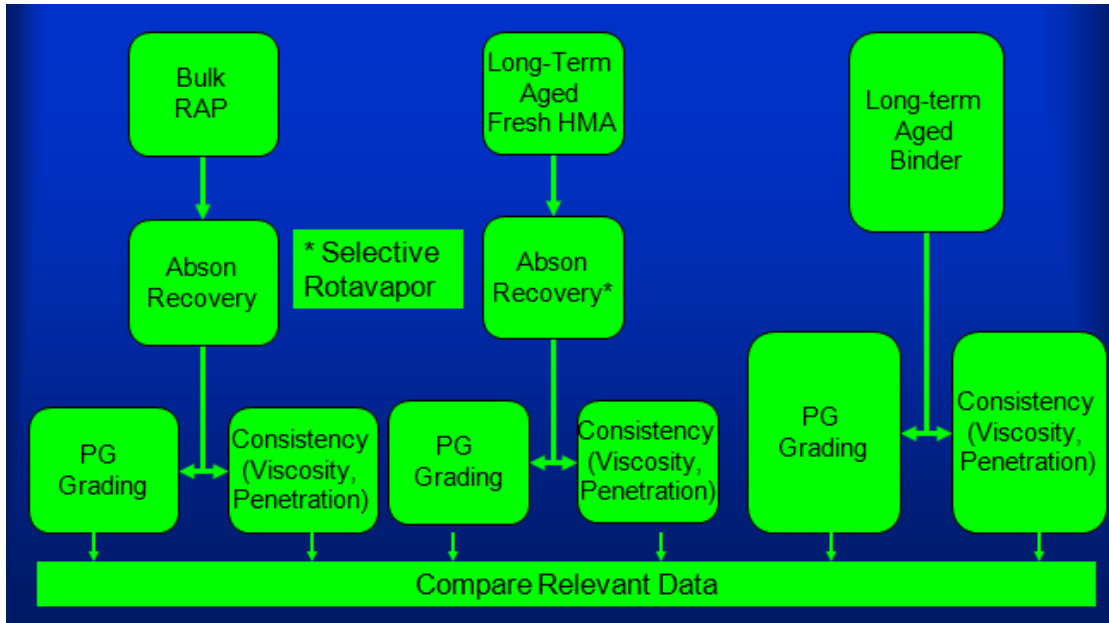 Bulk
RAP
Long-Term
Aged
Fresh HMA
Long-term
Aged
Binder
Abson
Recovery
* Selective
Rotavapor
Abson
Recovery*
PG
Grading
Consistency
(Viscosity,
Penetration)
PG
Grading
Consistency
(Viscosity,
Penetration)
PG
Grading
Consistency
(Viscosity,
Penetration)
Compare Relevant Data